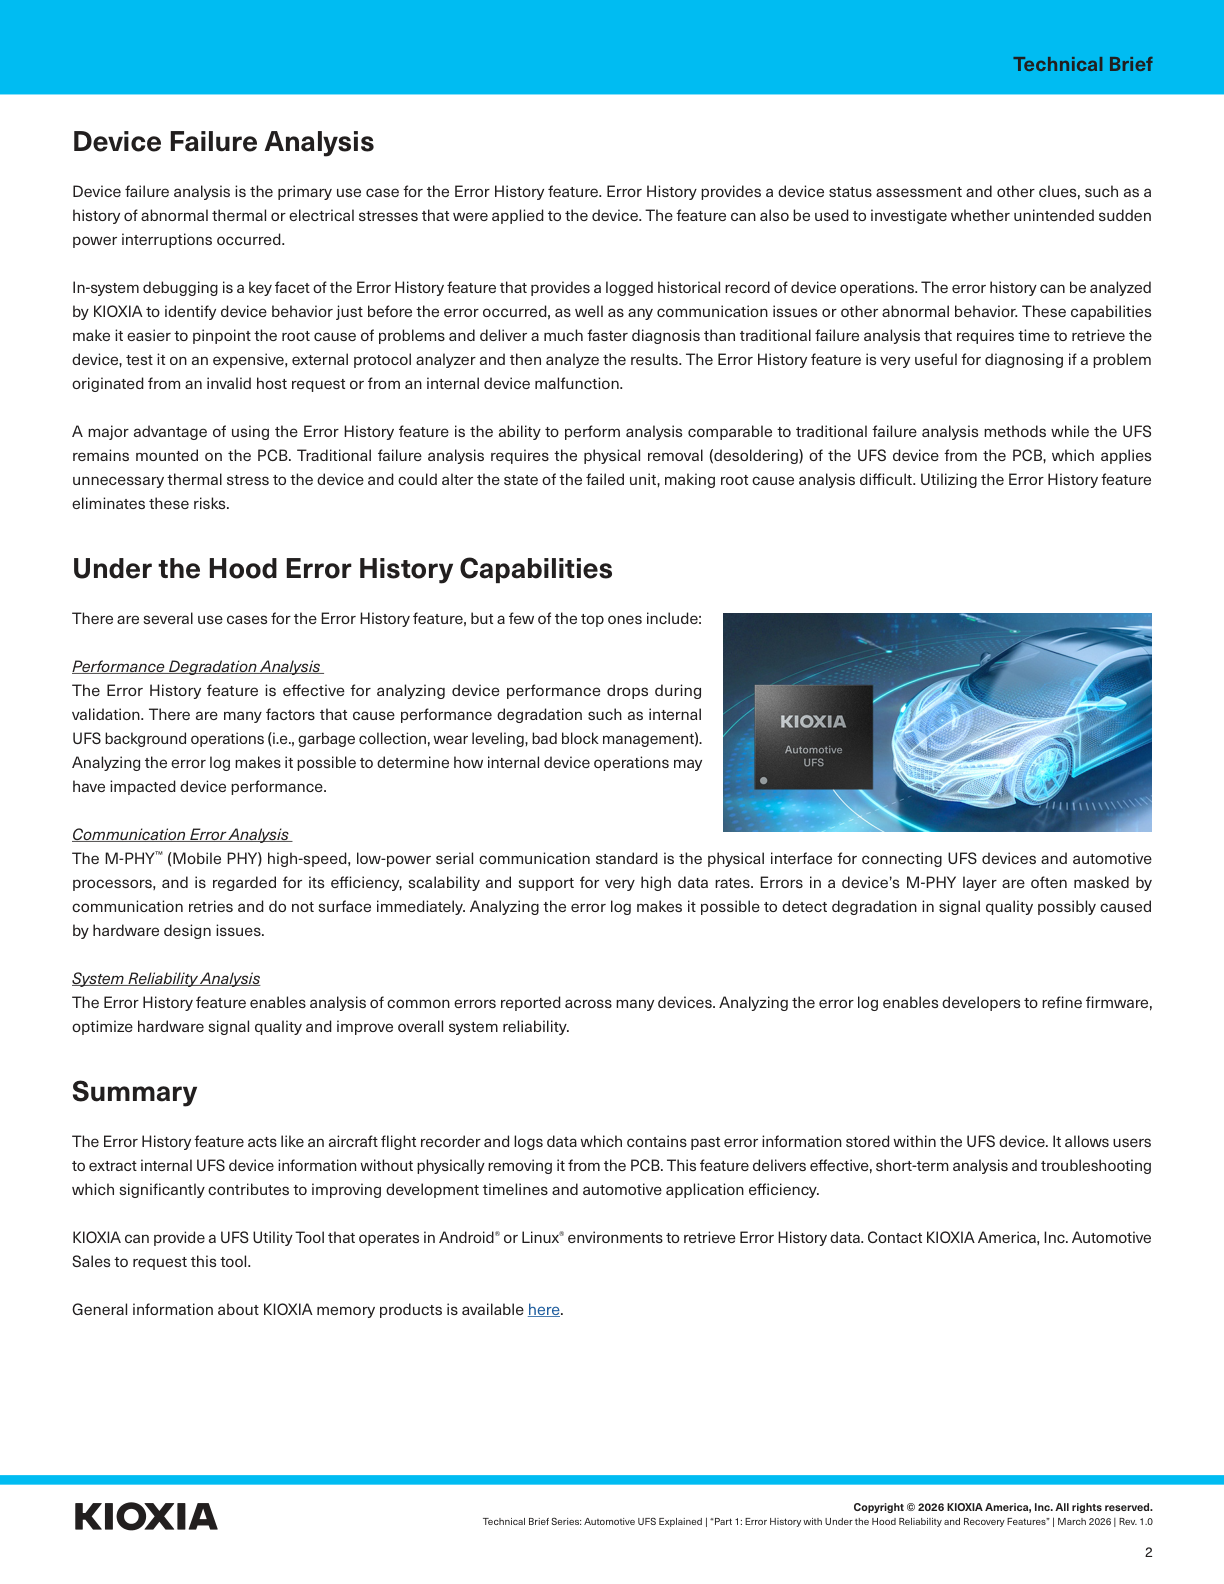 Technical Brief
Device Failure Analysis
Device failure analysis is the primary use case for the Error History feature. Error History provides a device status assessment and other clues, such as a
history of abnormal thermal or electrical stresses that were applied to the device. The feature can also be used to investigate whether unintended sudden
power interruptions occurred.
In-system debugging is a key facet of the Error History feature that provides a logged historical record of device operations. The error history can be analyzed
by KIOXIA to identify device behavior just before the error occurred, as well as any communication issues or other abnormal behavior. These capabilities
make it easier to pinpoint the root cause of problems and deliver a much faster diagnosis than traditional failure analysis that requires time to retrieve the
device, test it on an expensive, external protocol analyzer and then analyze the results. The Error History feature is very useful for diagnosing if a problem
originated from an invalid host request or from an internal device malfunction.
A major advantage of using the Error History feature is the ability to perform analysis comparable to traditional failure analysis methods while the UFS
remains mounted on the PCB. Traditional failure analysis requires the physical removal (desoldering) of the UFS device from the PCB, which applies
unnecessary thermal stress to the device and could alter the state of the failed unit, making root cause analysis difficult. Utilizing the Error History feature
eliminates these risks.
Under the Hood Error History Capabilities
There are several use cases for the Error History feature, but a few of the top ones include:
Performance Degradation Analysis
The Error History feature is effective for analyzing device performance drops during
validation. There are many factors that cause performance degradation such as internal
UFS background operations (i.e., garbage collection, wear leveling, bad block management).
Analyzing the error log makes it possible to determine how internal device operations may
have impacted device performance.
KIOXIA
Automotive
UFS
Communication Error Analysis
The M-PHY™ (Mobile PHY) high-speed, low-power serial communication standard is the physical interface for connecting UFS devices and automotive
processors, and is regarded for its efficiency, scalability and support for very high data rates. Errors in a device's M-PHY layer are often masked by
communication retries and do not surface immediately. Analyzing the error log makes it possible to detect degradation in signal quality possibly caused
by hardware design issues.
System Reliability Analysis
The Error History feature enables analysis of common errors reported across many devices. Analyzing the error log enables developers to refine firmware,
optimize hardware signal quality and improve overall system reliability.
Summary
The Error History feature acts like an aircraft flight recorder and logs data which contains past error information stored within the UFS device. It allows users
to extract internal UFS device information without physically removing it from the PCB. This feature delivers effective, short-term analysis and troubleshooting
which significantly contributes to improving development timelines and automotive application efficiency.
KIOXIA can provide a UFS Utility Tool that operates in Android® or Linux® environments to retrieve Error History data. Contact KIOXIA America, Inc. Automotive
Sales to request this tool.
General information about KIOXIA memory products is available here.
KIOXIA
Copyright © 2026 KIOXIA America, Inc. All rights reserved.
Technical Brief Series: Automotive UFS Explained | "Part 1: Error History with Under the Hood Reliability and Recovery Features" | March 2026 | Rev. 1.0
2